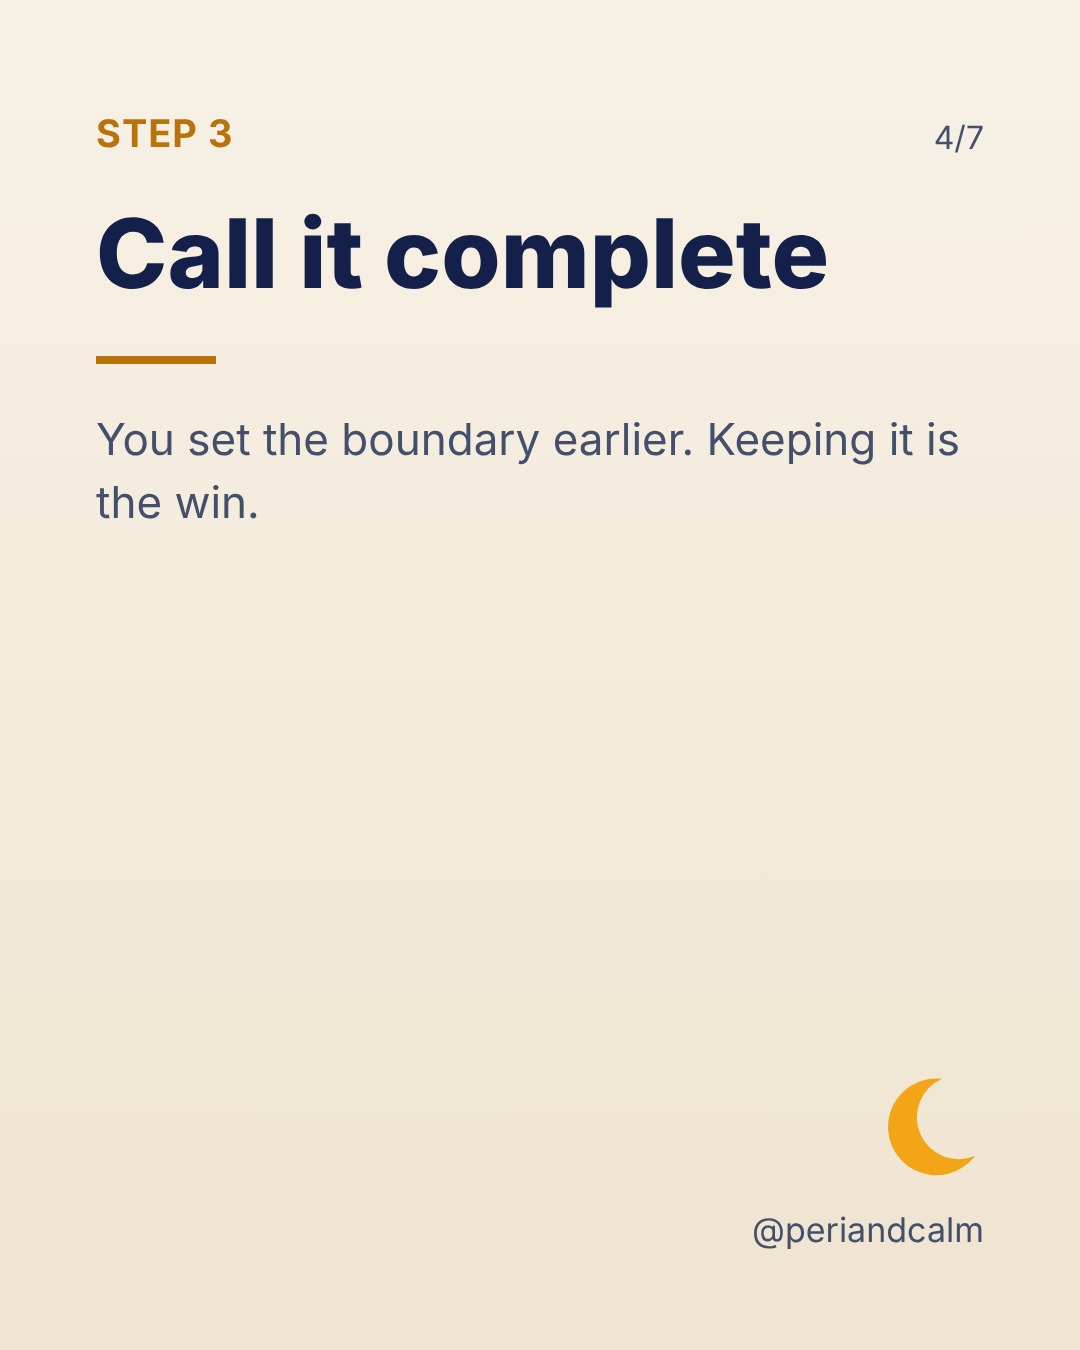 STEP 3
4/7
Call it complete
You set the boundary earlier. Keeping it is
the win.
@periandcalm